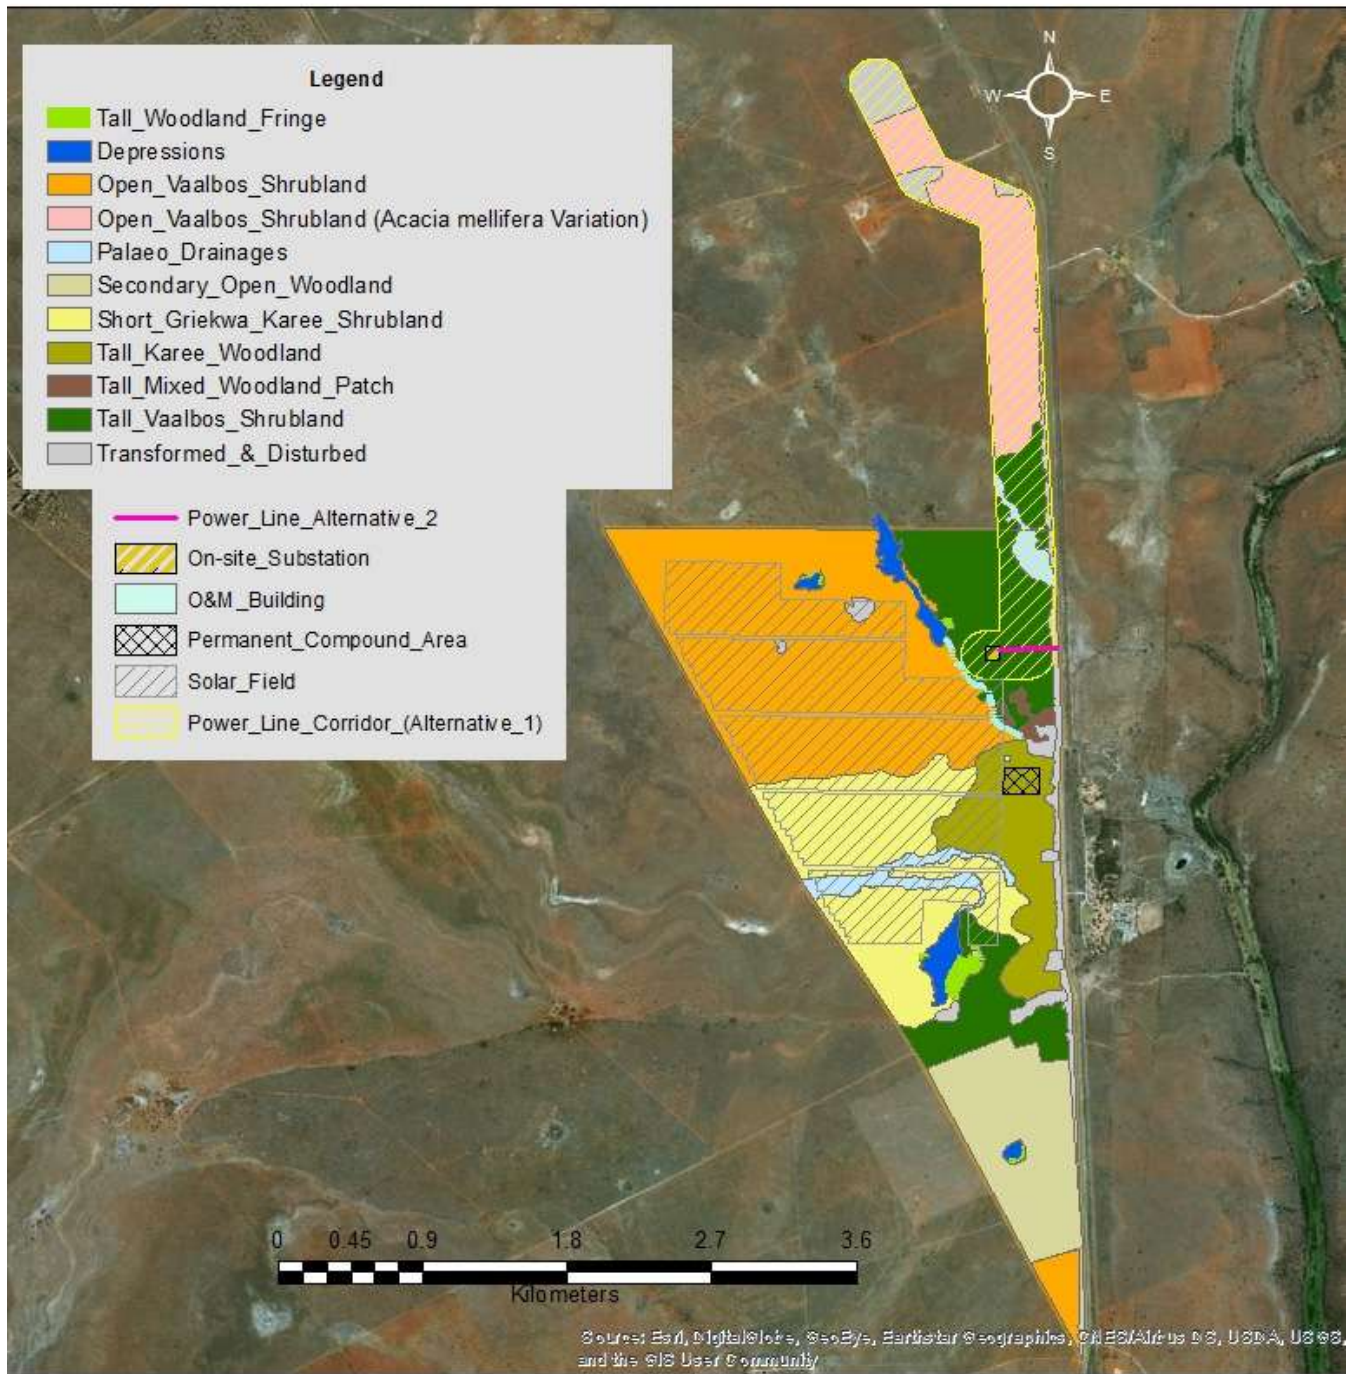 N
W
E
S
Legend
Tall_Woodland_Fringe
Depressions
Open_Vaalbos_Shrubland
Open_Vaalbos_Shrubland (Acacia mellifera Variation)
Palaeo_Drainages
Secondary_Open_Woodland
Short_Griekwa_Karee_Shrubland
Tall_Karee_Woodland
Tall_Mixed_Woodland_Patch
Tall_Vaalbos_Shrubland
Transformed_&_Disturbed
Power_Line_Alternative_2
On-site_Substation
O&M_Building
Permanent_Compound_Area
Solar_Field
Power_Line_Corridor_(Alternative_1)
0 0.45 0.9 1.8 2.7 3.6
Kilometers
Source: Esri, DigitalGlobe, GeoEye, Earthstar Geographics, CNES/Airbus DS, USDA, USGS,
and the GIS User Community